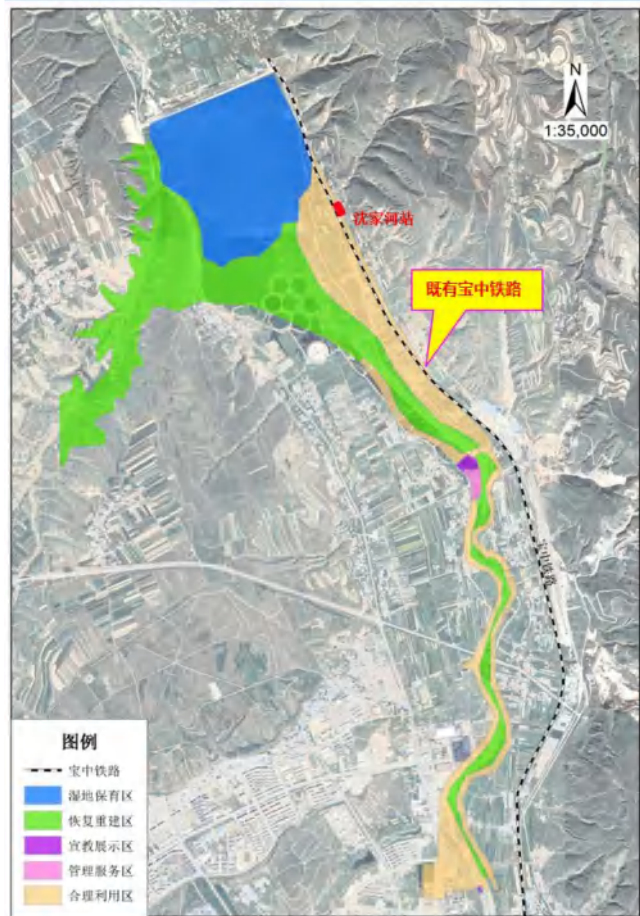 N
1:35,000
沈家河站
既有宝中铁路
宝中铁路
图例
宝中铁路
湿地保育区
恢复重建区
宣教展示区
管理服务区
合理利用区